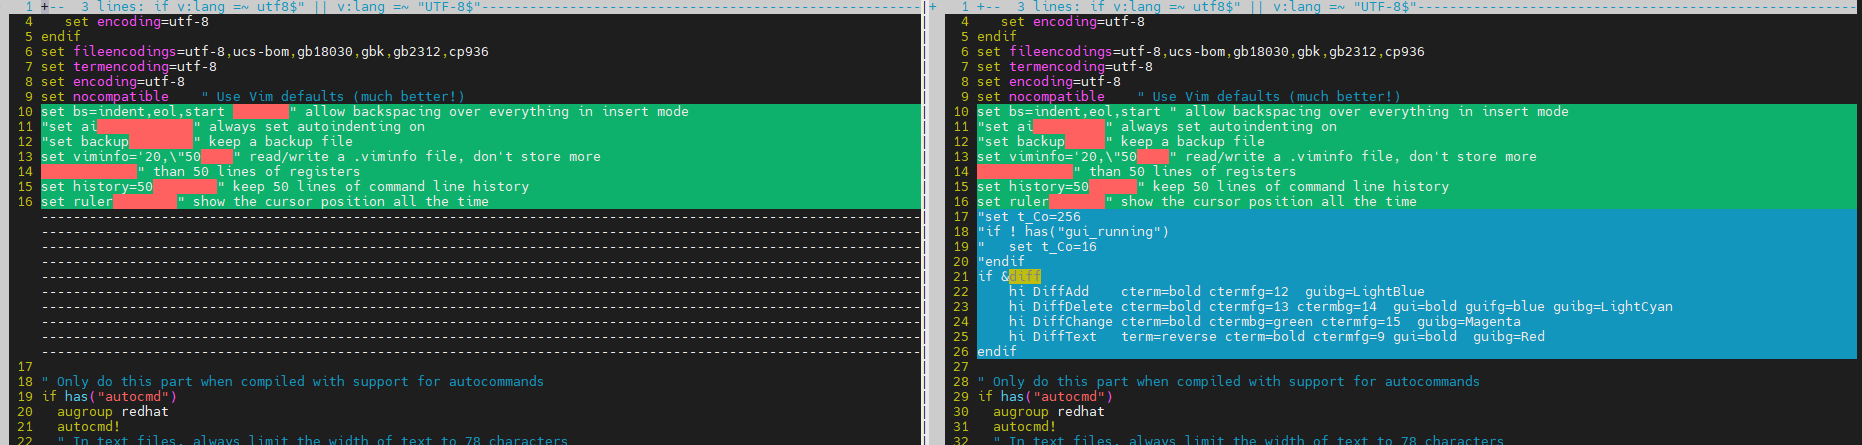 1 +--  3 lines: if v:lang =~ utf8$" || v:lang =~ "UTF-8$"--------------------------------
4    set encoding=utf-8
5 endif
6 set fileencodings=utf-8,ucs-bom,gb18030,gbk,gb2312,cp936
7 set termencoding=utf-8
8 set encoding=utf-8
9 set nocompatible    " Use Vim defaults (much better!)
10 set bs=indent,eol,start        " allow backspacing over everything in insert mode
11 "set ai            " always set autoindenting on
12 "set backup        " keep a backup file
13 set viminfo='20,\"50    " read/write a .viminfo file, don't store more
14             " than 50 lines of registers
15 set history=50        " keep 50 lines of command line history
16 set ruler        " show the cursor position all the time
17
18 " Only do this part when compiled with support for autocommands
19 if has("autocmd")
20   augroup redhat
21   autocmd!
22   " In text files, always limit the width of text to 78 characters
+ 1 +--  3 lines: if v:lang =~ utf8$" || v:lang =~ "UTF-8$"--------------------------------
4    set encoding=utf-8
5 endif
6 set fileencodings=utf-8,ucs-bom,gb18030,gbk,gb2312,cp936
7 set termencoding=utf-8
8 set encoding=utf-8
9 set nocompatible    " Use Vim defaults (much better!)
10 set bs=indent,eol,start " allow backspacing over everything in insert mode
11 "set ai         " always set autoindenting on
12 "set backup     " keep a backup file
13 set viminfo='20,\"50    " read/write a .viminfo file, don't store more
14             " than 50 lines of registers
15 set history=50      " keep 50 lines of command line history
16 set ruler       " show the cursor position all the time
17 "set t_Co=256
18 "if ! has("gui_running")
19 "   set t_Co=16
20 "endif
21 if &diff
22     hi DiffAdd    cterm=bold ctermfg=12  guibg=LightBlue
23     hi DiffDelete cterm=bold ctermfg=13 ctermbg=14  gui=bold guifg=blue guibg=LightCyan
24     hi DiffChange cterm=bold ctermbg=green ctermfg=15  guibg=Magenta
25     hi DiffText   term=reverse cterm=bold ctermfg=9 gui=bold  guibg=Red
26 endif
27
28 " Only do this part when compiled with support for autocommands
29 if has("autocmd")
30   augroup redhat
31   autocmd!
32   " In text files, always limit the width of text to 78 characters